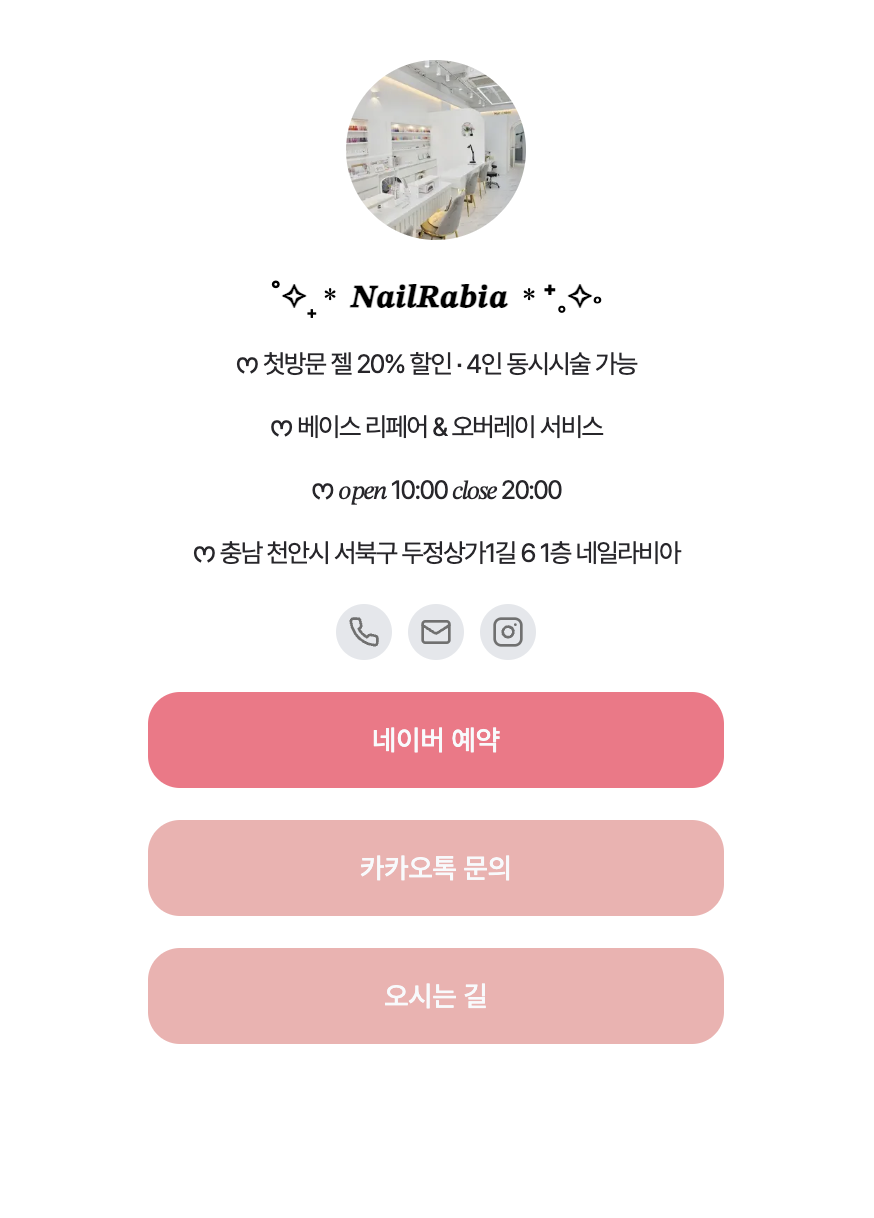 ˚✧₊⁎ NailRabia ⁎⁺˳✧༚
ღ 첫방문 젤 20% 할인 · 4인 동시시술 가능
ღ 베이스 리페어 & 오버레이 서비스
ღ open 10:00 close 20:00
ღ 충남 천안시 서북구 두정상가1길 6 1층 네일라비아
네이버 예약
카카오톡 문의
오시는 길